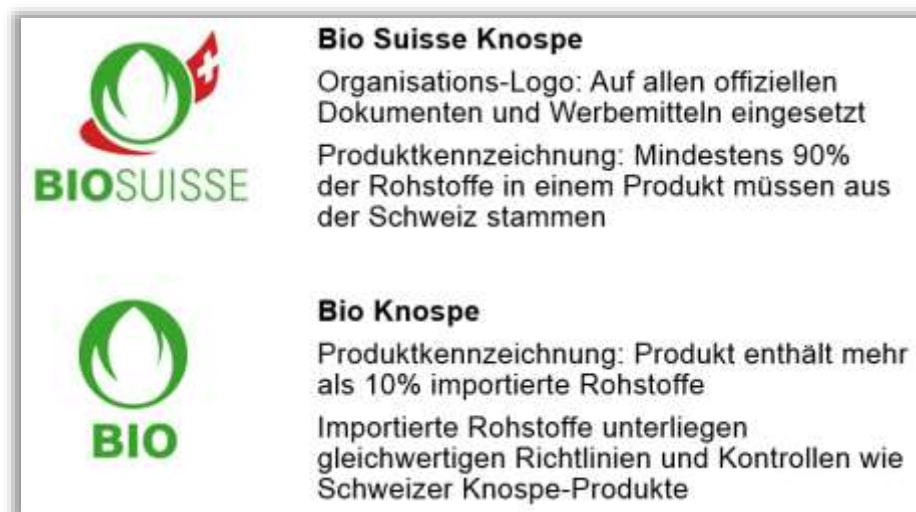 Bio Suisse Knospe
Organisations-Logo: Auf allen offiziellen
Dokumenten und Werbemitteln eingesetzt
BIOSUISSE
Produktkennzeichnung: Mindestens 90%
der Rohstoffe in einem Produkt müssen aus
der Schweiz stammen
Bio Knospe
Produktkennzeichnung: Produkt enthält mehr
als 10% importierte Rohstoffe
BIO
Importierte Rohstoffe unterliegen
gleichwertigen Richtlinien und Kontrollen wie
Schweizer Knospe-Produkte